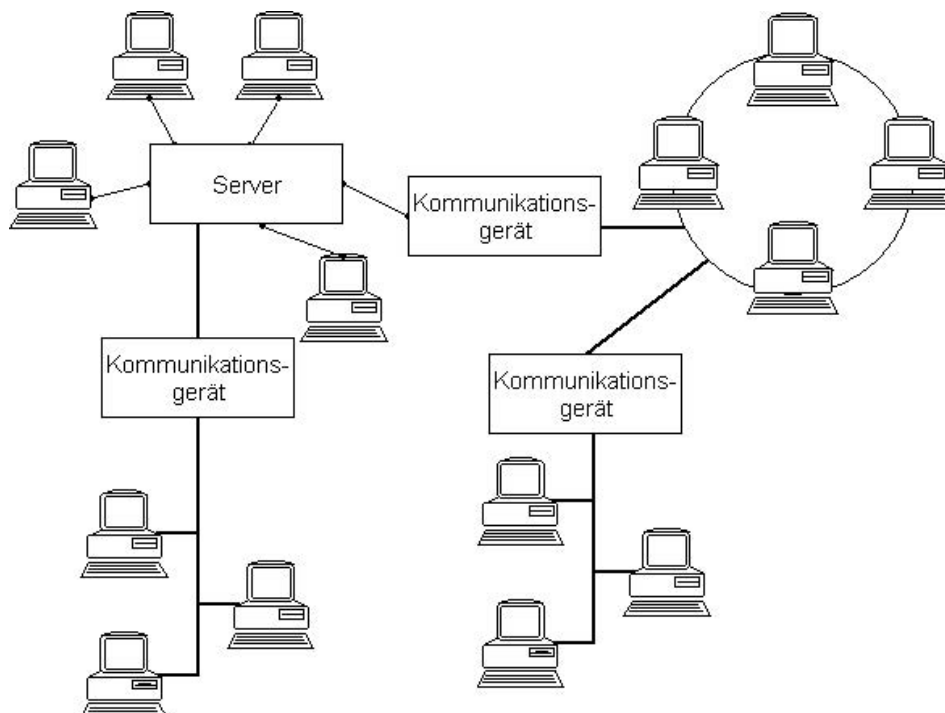 Server
Kommunikations-
gerät
Kommunikations-
gerät
Kommunikations-
gerät